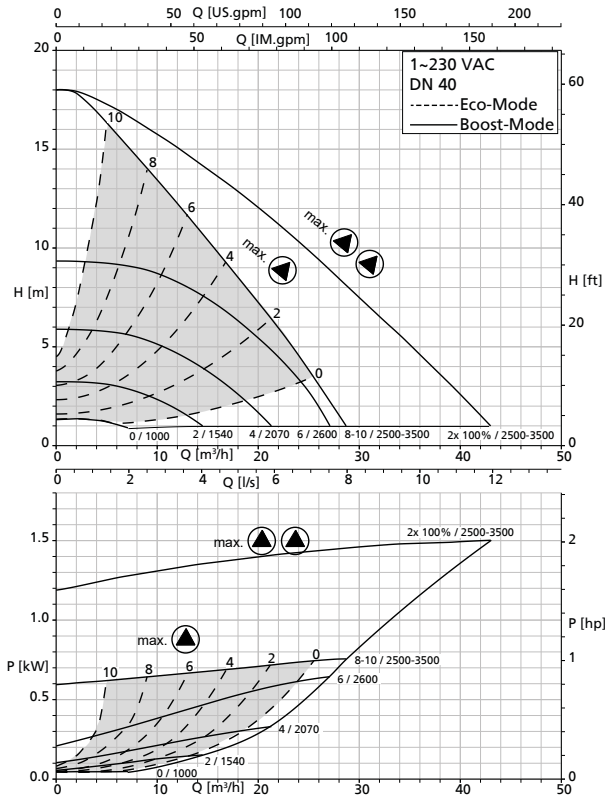 0 50 100 150 200
Q [US.gpm]
0 50 100 150
Q [IM.gpm]
1~230 VAC
DN 40
Eco-Mode
Boost-Mode
20
15
10
H [m]
5
0
60
40
H [ft]
20
0
10
8
6
4
2
0
max.
max.
0 / 1000
2 / 1540
4 / 2070
6 / 2600
8-10 / 2500-3500
2x 100% / 2500-3500
0 10 20 30 40 50
Q [m³/h]
0 2 4 6 8 10 12
Q [l/s]
1.5
1.0
P [kW]
0.5
0.0
2
P [hp]
1
0
max.
2x 100% / 2500-3500
max.
10 8 6 4 2 0
8-10 / 2500-3500
6 / 2600
4 / 2070
2 / 1540
0 / 1000
0 10 20 30 40 50
Q [m³/h]